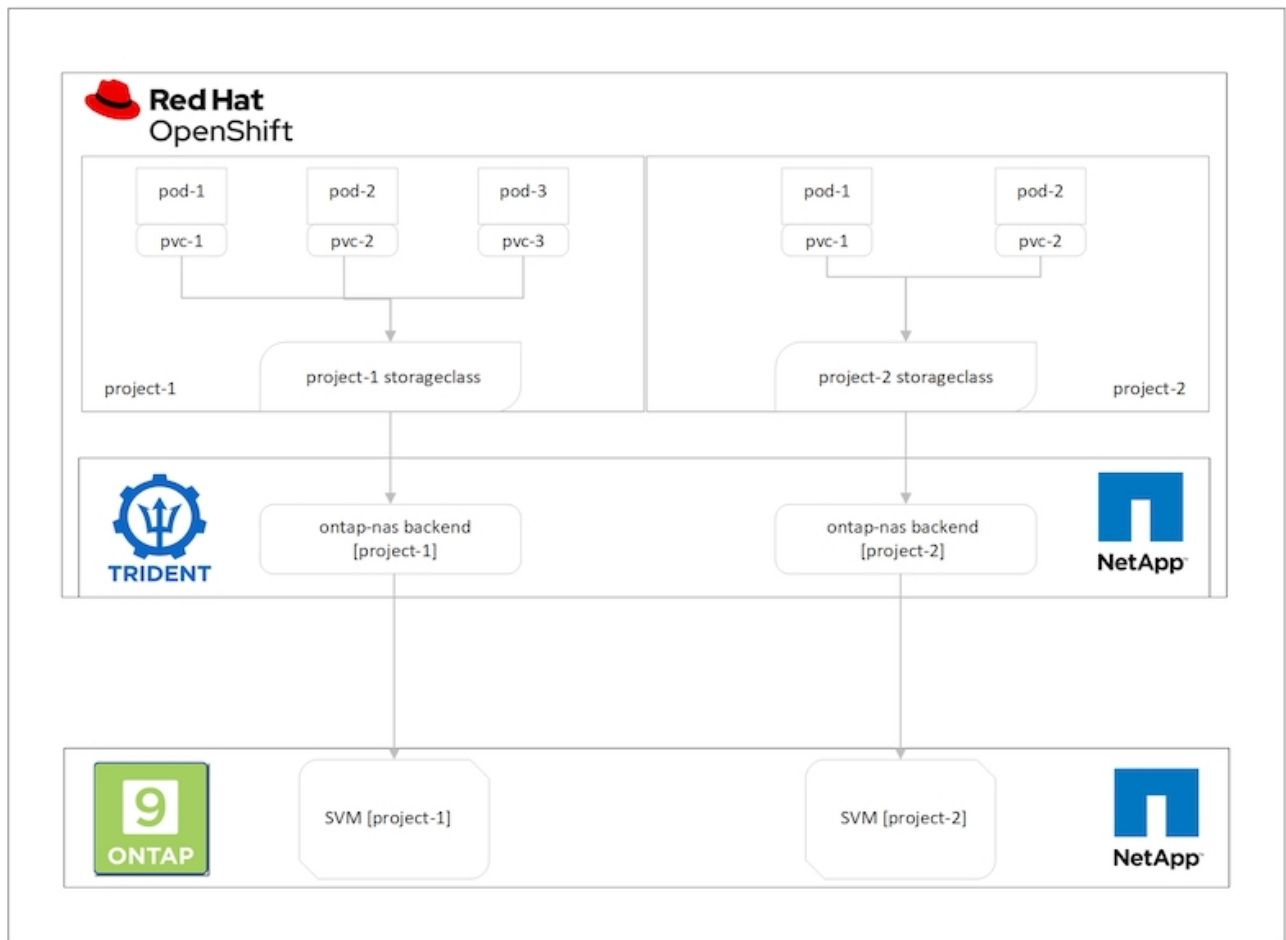 Red Hat
OpenShift
pod-1
pod-2
pod-3
pvc-1
pvc-2
pvc-3
project-1 storageclass
project-1
pod-1
pod-2
pvc-1
pvc-2
project-2 storageclass
project-2
TRIDENT
ontap-nas backend
[project-1]
ontap-nas backend
[project-2]
NetApp™
9
ONTAP
SVM [project-1]
SVM [project-2]
NetApp™